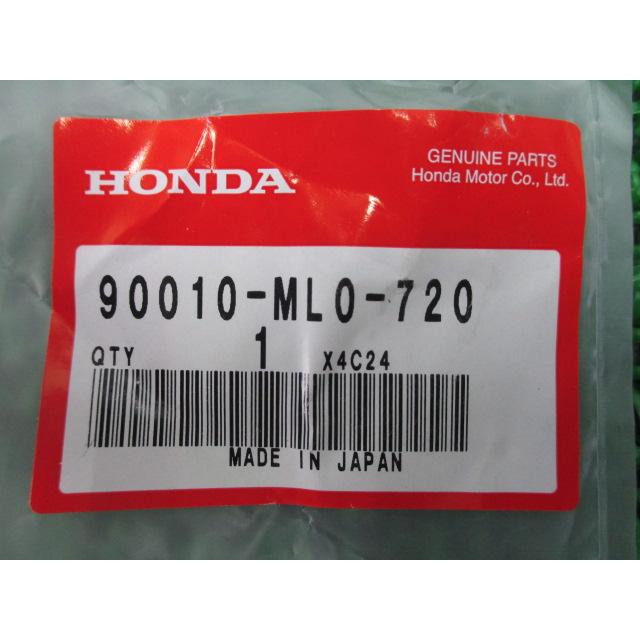 HONDA
GENUINE PARTS
Honda Motor Co., Ltd.
90010-ML0-720
QTY 1 X4C24
MADE IN JAPAN